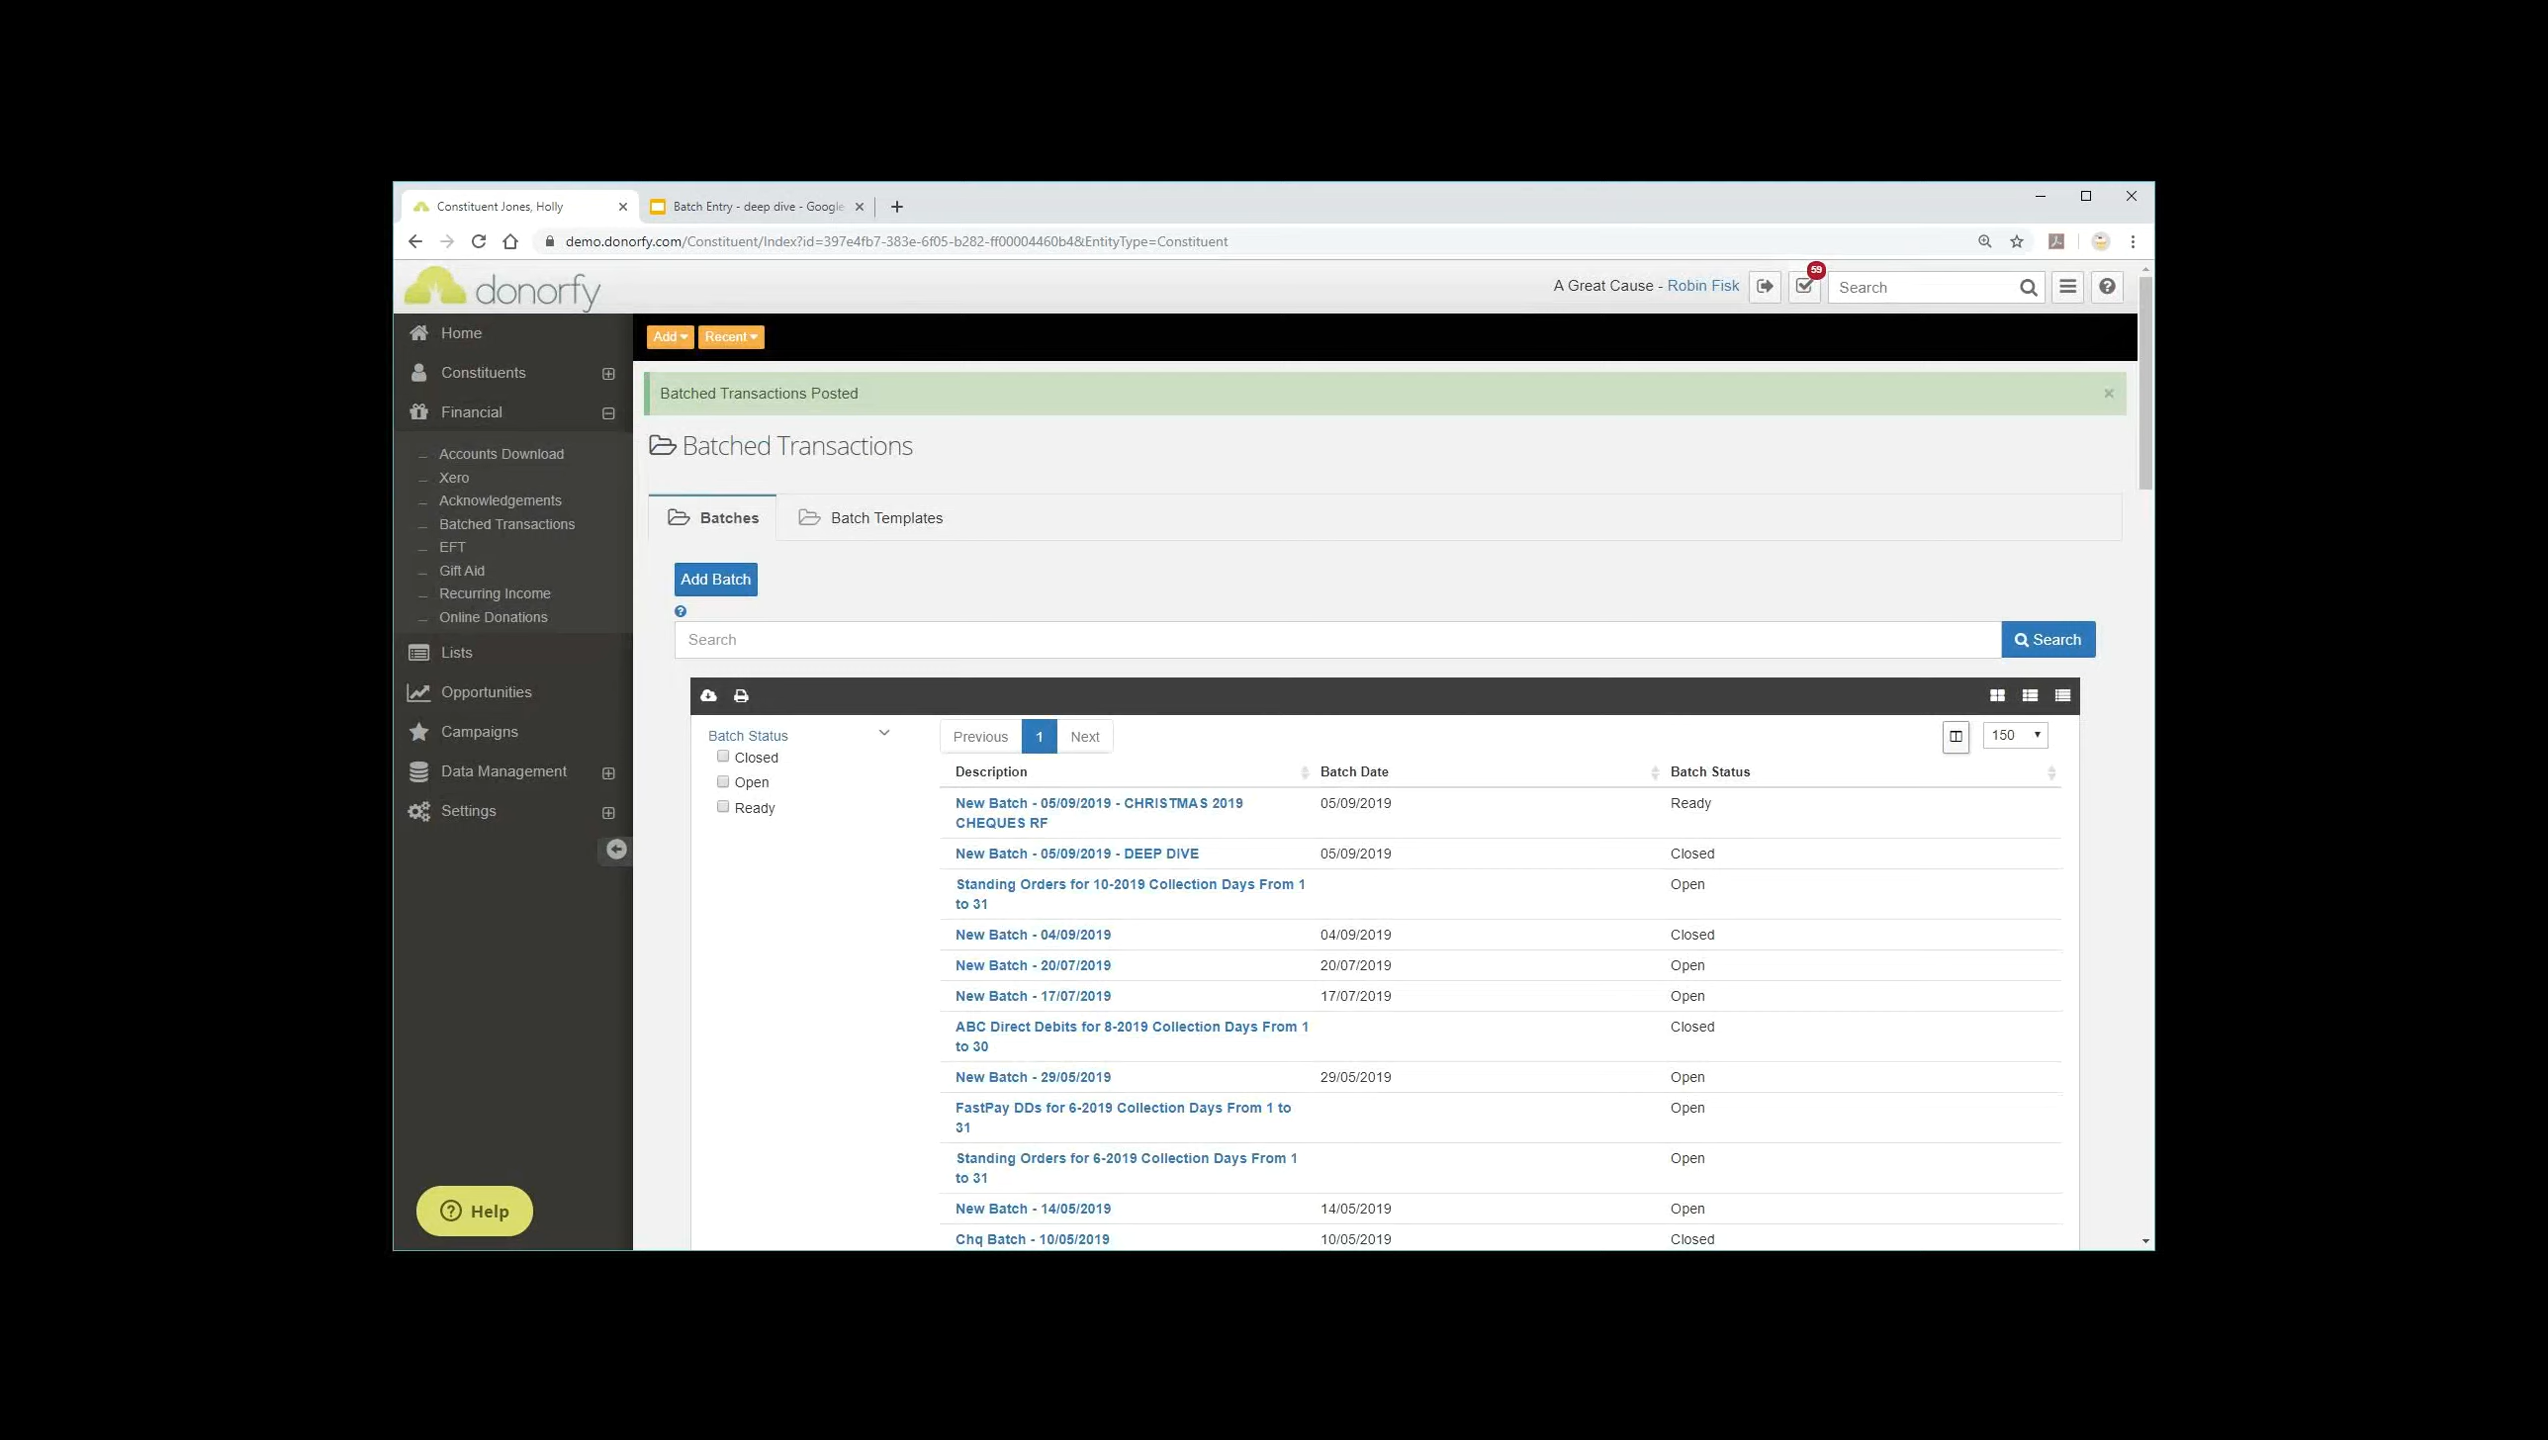 Constituent Jones, Holly
Batch Entry - deep dive - Google
demo.donorfy.com/Constituent/Index?id=397e4fb7-383e-6f05-b282-ff00004460b4&EntityType=Constituent
donorfy
A Great Cause - Robin Fisk
59
Search
Home
Constituents
Financial
Accounts Download
Xero
Acknowledgements
Batched Transactions
EFT
Gift Aid
Recurring Income
Online Donations
Lists
Opportunities
Campaigns
Data Management
Settings
Help
Add
Recent
Batched Transactions Posted
Batched Transactions
Batches
Batch Templates
Add Batch
Search
Search
Batch Status
Closed
Open
Ready
Previous 1 Next
150
Description Batch Date Batch Status
New Batch - 05/09/2019 - CHRISTMAS 2019 05/09/2019 Ready
CHEQUES RF
New Batch - 05/09/2019 - DEEP DIVE 05/09/2019 Closed
Standing Orders for 10-2019 Collection Days From 1 Open
to 31
New Batch - 04/09/2019 04/09/2019 Closed
New Batch - 20/07/2019 20/07/2019 Open
New Batch - 17/07/2019 17/07/2019 Open
ABC Direct Debits for 8-2019 Collection Days From 1 Closed
to 30
New Batch - 29/05/2019 29/05/2019 Open
FastPay DDs for 6-2019 Collection Days From 1 to Open
31
Standing Orders for 6-2019 Collection Days From 1 Open
to 31
New Batch - 14/05/2019 14/05/2019 Open
Chq Batch - 10/05/2019 10/05/2019 Closed